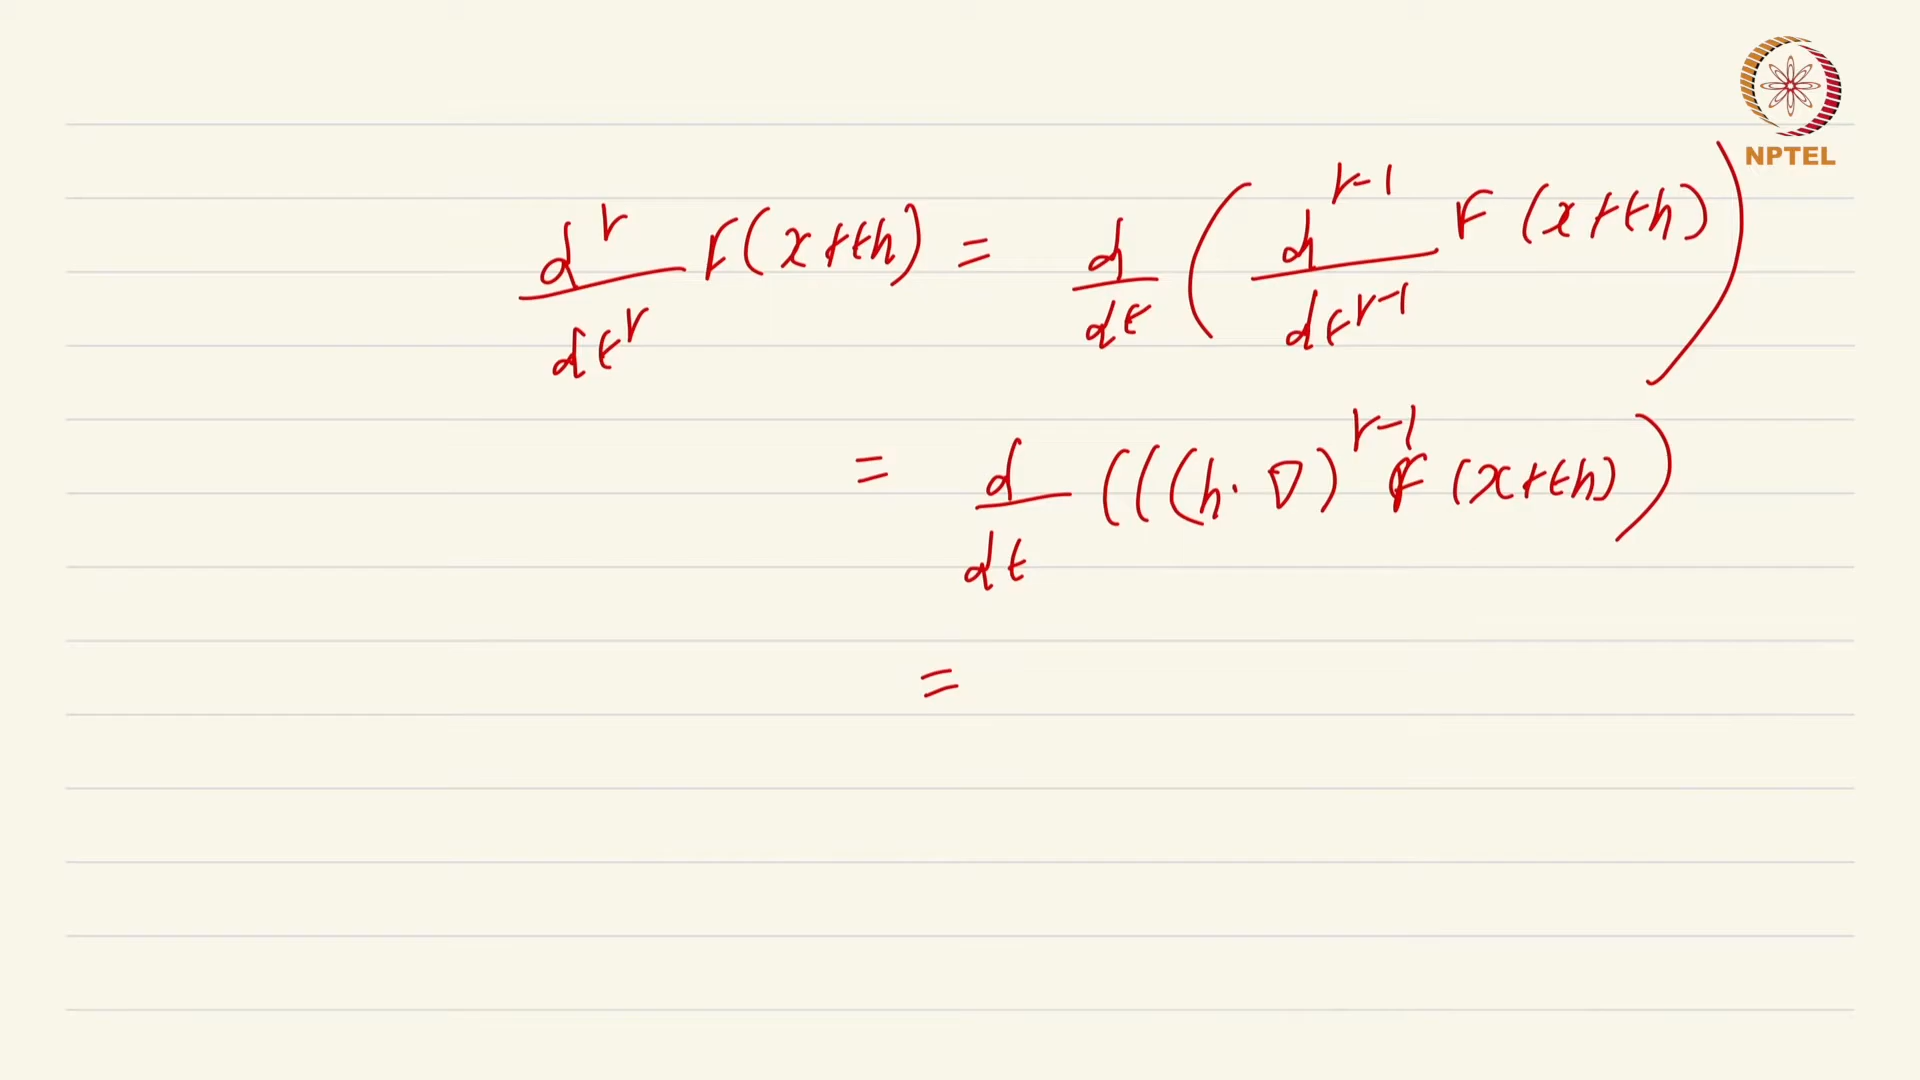 NPTEL
d^r/dt^r F(x+th) = d/dt ( d^{r-1}/dt^{r-1} F(x+th) )
= d/dt (((h·∇)^{r-1} F (x+th))
=